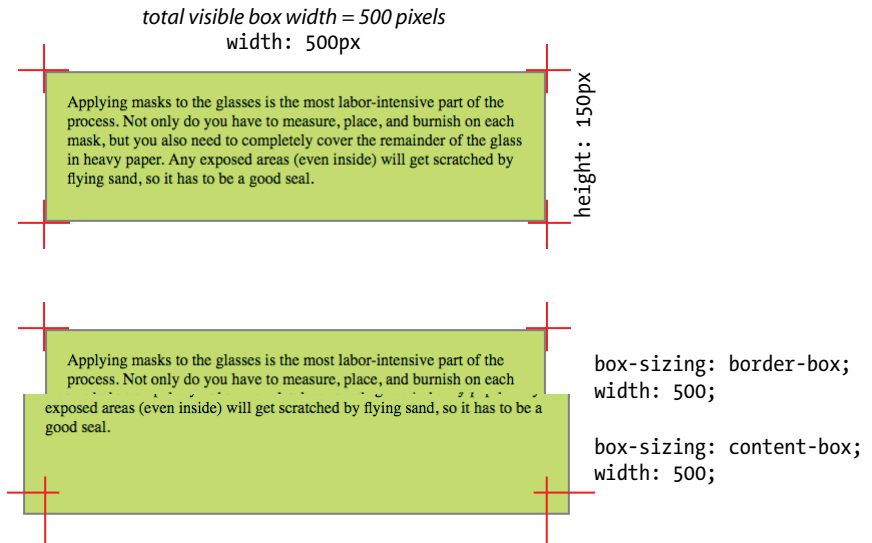 total visible box width = 500 pixels
width: 500px
height: 150px
Applying masks to the glasses is the most labor-intensive part of the
process. Not only do you have to measure, place, and burnish on each
mask, but you also need to completely cover the remainder of the glass
in heavy paper. Any exposed areas (even inside) will get scratched by
flying sand, so it has to be a good seal.
Applying masks to the glasses is the most labor-intensive part of the
process. Not only do you have to measure, place, and burnish on each
exposed areas (even inside) will get scratched by flying sand, so it has to be a
good seal.
box-sizing: border-box;
width: 500;
box-sizing: content-box;
width: 500;